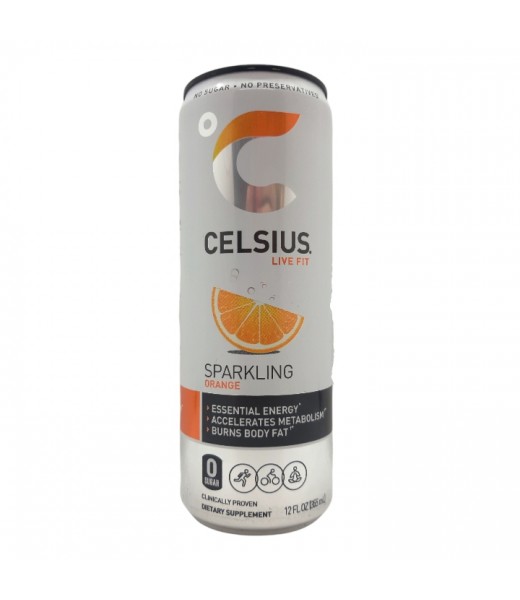 NO SUGAR • NO PRESERVATIVES
CELSIUS.
LIVE FIT
SPARKLING
ORANGE
› ESSENTIAL ENERGY*
› ACCELERATES METABOLISM*†
› BURNS BODY FAT*†
0
SUGAR
CLINICALLY PROVEN
DIETARY SUPPLEMENT
12 FL OZ (355 mL)